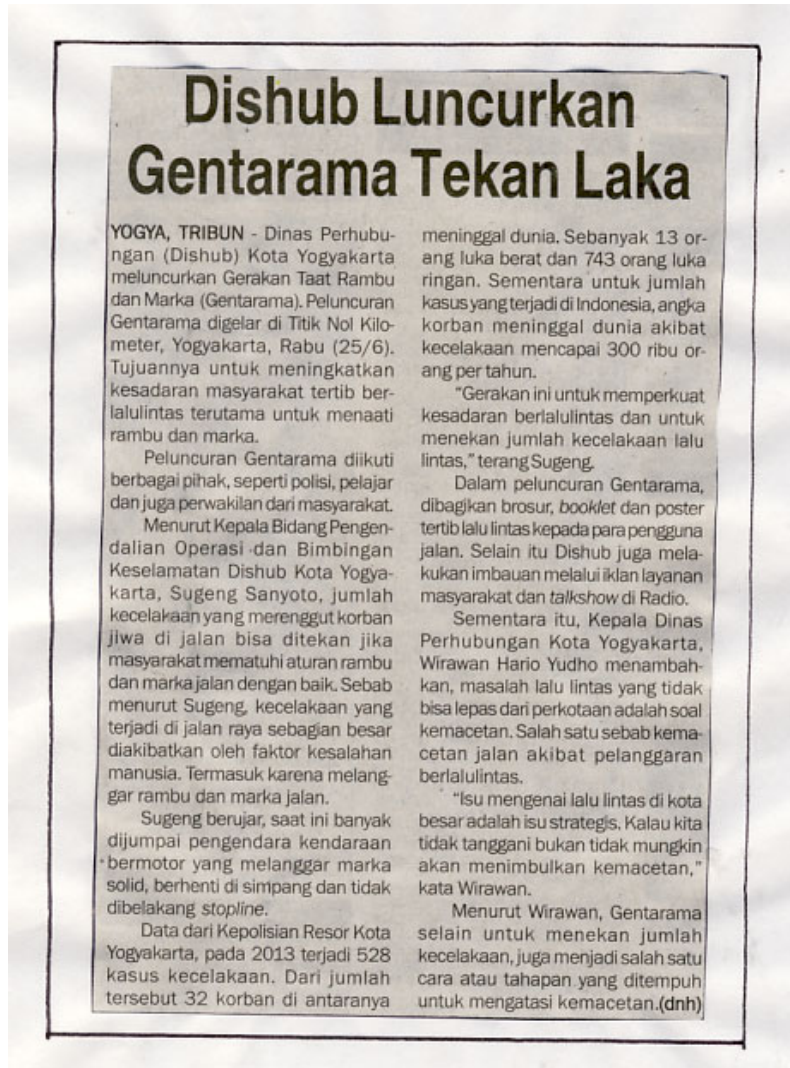 Dishub Luncurkan
Gentarama Tekan Laka
YOGYA, TRIBUN - Dinas Perhubu-
ngan (Dishub) Kota Yogyakarta
meluncurkan Gerakan Taat Rambu
dan Marka (Gentarama). Peluncuran
Gentarama digelar di Titik Nol Kilo-
meter, Yogyakarta, Rabu (25/6).
Tujuannya untuk meningkatkan
kesadaran masyarakat tertib ber-
lalulintas terutama untuk menaati
rambu dan marka.
Peluncuran Gentarama diikuti
berbagai pihak, seperti polisi, pelajar
dan juga perwakilan dari masyarakat.
Menurut Kepala Bidang Pengen-
dalian Operasi dan Bimbingan
Keselamatan Dishub Kota Yogya-
karta, Sugeng Sanyoto, jumlah
kecelakaan yang merenggut korban
jiwa di jalan bisa ditekan jika
masyarakat mematuhi aturan rambu
dan marka jalan dengan baik. Sebab
menurut Sugeng, kecelakaan yang
terjadi di jalan raya sebagian besar
diakibatkan oleh faktor kesalahan
manusia. Termasuk karena melang-
gar rambu dan marka jalan.
Sugeng berujar, saat ini banyak
dijumpai pengendara kendaraan
bermotor yang melanggar marka
solid, berhenti di simpang dan tidak
dibelakang stopline.
Data dari Kepolisian Resor Kota
Yogyakarta, pada 2013 terjadi 528
kasus kecelakaan. Dari jumlah
tersebut 32 korban di antaranya
meninggal dunia. Sebanyak 13 or-
ang luka berat dan 743 orang luka
ringan. Sementara untuk jumlah
kasus yang terjadi di Indonesia, angka
korban meninggal dunia akibat
kecelakaan mencapai 300 ribu or-
ang per tahun.
"Gerakan ini untuk memperkuat
kesadaran berlalulintas dan untuk
menekan jumlah kecelakaan lalu
lintas," terang Sugeng.
Dalam peluncuran Gentarama,
dibagikan brosur, booklet dan poster
tertib lalu lintas kepada para pengguna
jalan. Selain itu Dishub juga mela-
kukan imbauan melalui iklan layanan
masyarakat dan talkshow di Radio.
Sementara itu, Kepala Dinas
Perhubungan Kota Yogyakarta,
Wirawan Hario Yudho menambah-
kan, masalah lalu lintas yang tidak
bisa lepas dari perkotaan adalah soal
kemacetan. Salah satu sebab kema-
cetan jalan akibat pelanggaran
berlalulintas.
"Isu mengenai lalu lintas di kota
besar adalah isu strategis. Kalau kita
tidak tanggani bukan tidak mungkin
akan menimbulkan kemacetan,"
kata Wirawan.
Menurut Wirawan, Gentarama
selain untuk menekan jumlah
kecelakaan, juga menjadi salah satu
cara atau tahapan yang ditempuh
untuk mengatasi kemacetan.(dnh)